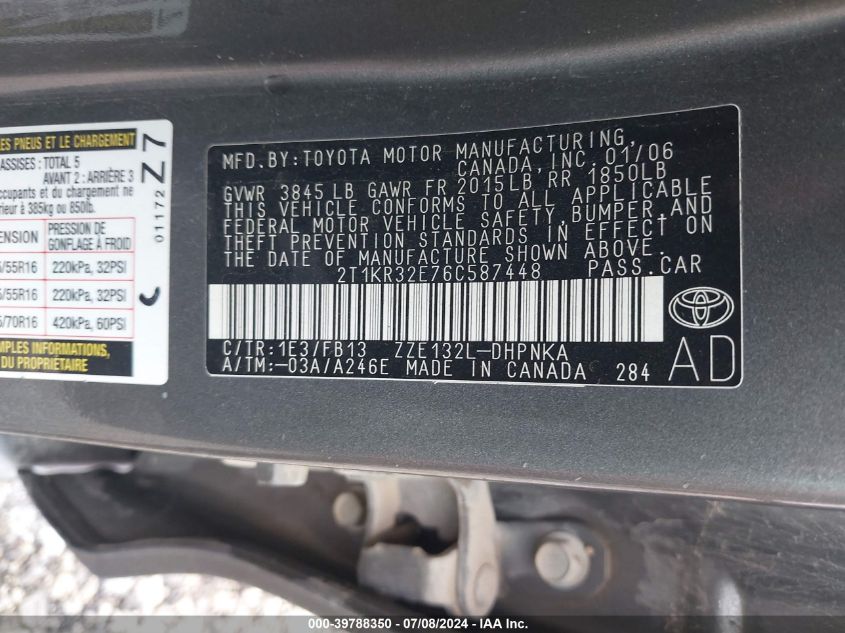 ES PNEUS ET LE CHARGEMENT
ASSISES: TOTAL 5
AVANT 2: ARRIÈRE 3
occupants et du chargement ne
rieur à 385kg ou 850lb.
ENSION PRESSION DE GONFLAGE À FROID
/55R16 220kPa, 32PSI
/55R16 220kPa, 32PSI
/70R16 420kPa, 60PSI
MPLES INFORMATIONS
DU PROPRIÉTAIRE
Z7
01172
C
MFD.BY:TOYOTA MOTOR MANUFACTURING,
CANADA,INC.01/06
GVWR 3845 LB GAWR FR 2015LB RR 1850LB
THIS VEHICLE CONFORMS TO ALL APPLICABLE
FEDERAL MOTOR VEHICLE SAFETY,BUMPER,AND
THEFT PREVENTION STANDARDS IN EFFECT ON
THE DATE OF MANUFACTURE SHOWN ABOVE.
2T1KR32E76C587448 PASS.CAR
C/TR:1E3/FB13 ZZE132L-DHPNKA
A/TM:-03A/A246E MADE IN CANADA 284
AD
000-39788350 - 07/08/2024 - IAA Inc.